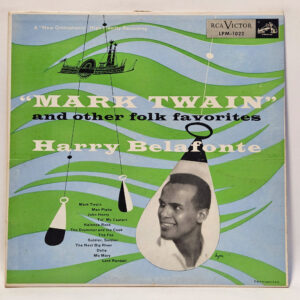 A "New Orthophonic" High Fidelity Recording
RCA VICTOR
LPM-1022
"MARK TWAIN"
and other folk favorites
Harry Belafonte
Mark Twain
Man Piaba
John Henry
Tol' My Captain
Kalenda Rock
The Drummer and the Cook
The Fox
Soldier, Soldier
The Next Big River
Delia
Mo Mary
Lord Randall